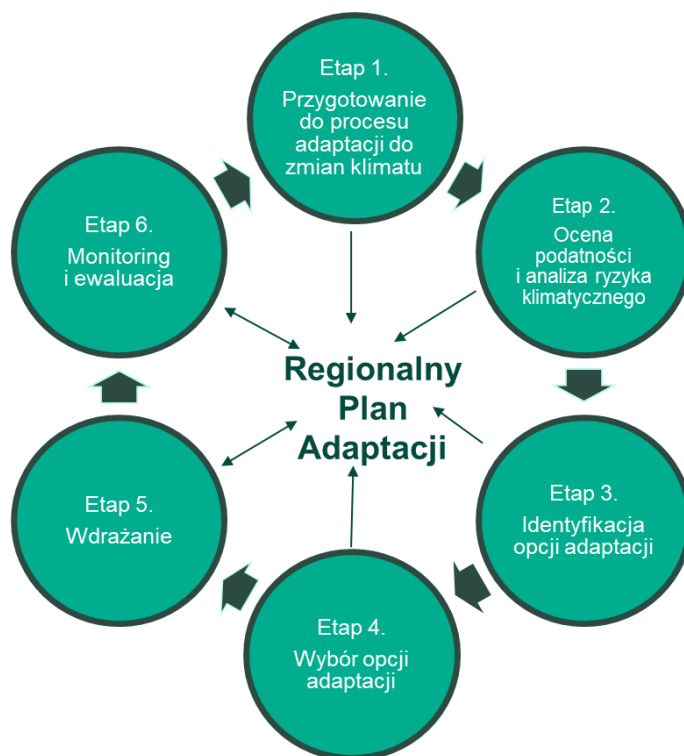 Etap 1.
Przygotowanie
do procesu
adaptacji do
zmian klimatu
Etap 2.
Ocena
podatności
i analiza ryzyka
klimatycznego
Etap 3.
Identyfikacja
opcji adaptacji
Etap 4.
Wybór opcji
adaptacji
Etap 5.
Wdrażanie
Etap 6.
Monitoring
i ewaluacja
Regionalny
Plan
Adaptacji